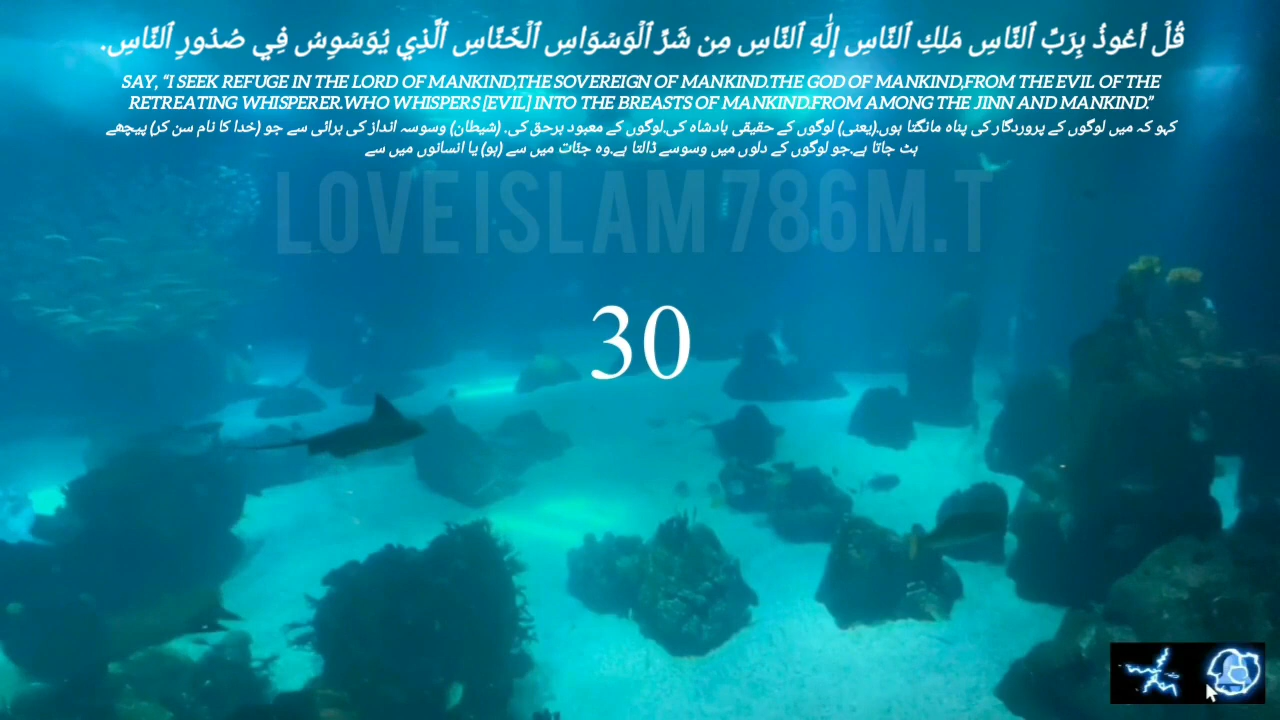 قُلْ أَعُوذُ بِرَبِّ ٱلنَّاسِ مَلِكِ ٱلنَّاسِ إِلَٰهِ ٱلنَّاسِ مِن شَرِّ ٱلْوَسْوَاسِ ٱلْخَنَّاسِ ٱلَّذِي يُوَسْوِسُ فِي صُدُورِ ٱلنَّاسِ.
SAY, “I SEEK REFUGE IN THE LORD OF MANKIND,THE SOVEREIGN OF MANKIND.THE GOD OF MANKIND,FROM THE EVIL OF THE
RETREATING WHISPERER.WHO WHISPERS [EVIL] INTO THE BREASTS OF MANKIND.FROM AMONG THE JINN AND MANKIND.”
کہو کہ میں لوگوں کے پروردگار کی پناہ مانگتا ہوں.(یعنی) لوگوں کے حقیقی بادشاہ کی.لوگوں کے معبود برحق کی. (شیطان) وسوسہ انداز کی برائی سے جو (خدا کا نام سن کر) پیچھے
ہٹ جاتا ہے.جو لوگوں کے دلوں میں وسوسے ڈالتا ہے.وہ جنّات میں سے (ہو) یا انسانوں میں سے
LOVE ISLAM 786 M.T
30